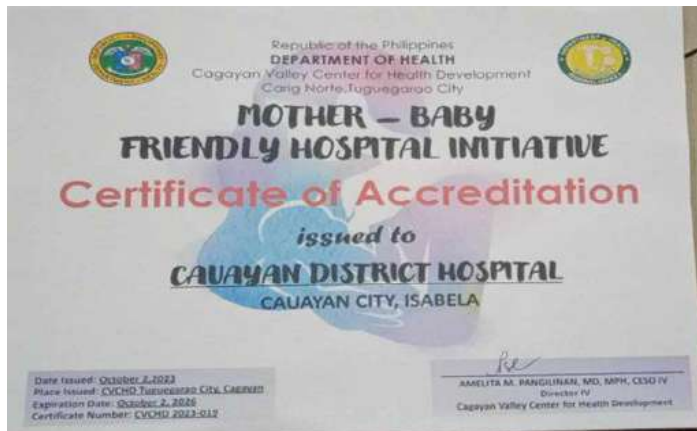 Republic of the Philippines
DEPARTMENT OF HEALTH
Cagayan Valley Center for Health Development
Carig Norte,Tuguegarao City
MOTHER – BABY
FRIENDLY HOSPITAL INITIATIVE
Certificate of Accreditation
issued to
CAUAYAN DISTRICT HOSPITAL
CAUAYAN CITY, ISABELA
Date Issued: October 2,2023
Place Issued: CVCHD Tuguegarao City, Cagayan
Expiration Date: October 2, 2026
Certificate Number: CVCHD 2023-019
AMELITA M. PANGILINAN, MD, MPH, CESO IV
Director IV
Cagayan Valley Center for Health Development